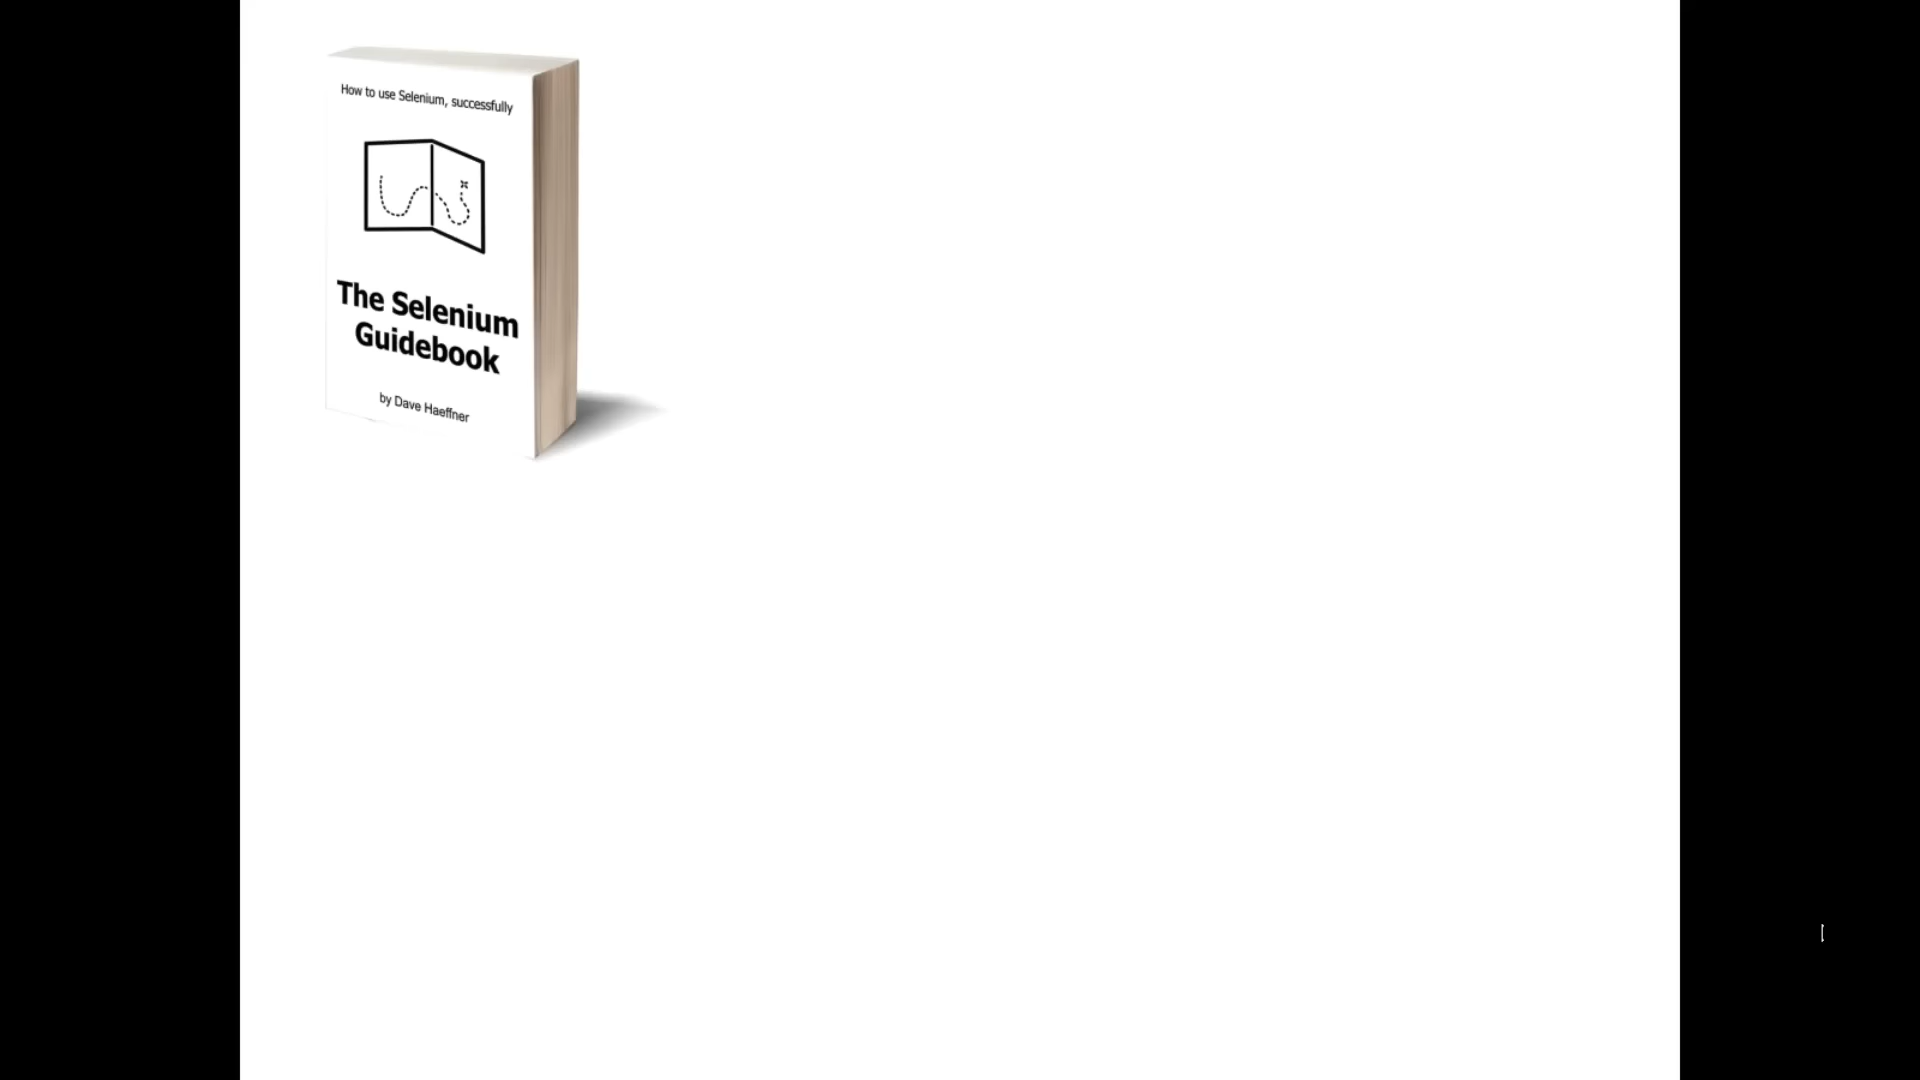 How to use Selenium, successfully
The Selenium
Guidebook
by Dave Haeffner